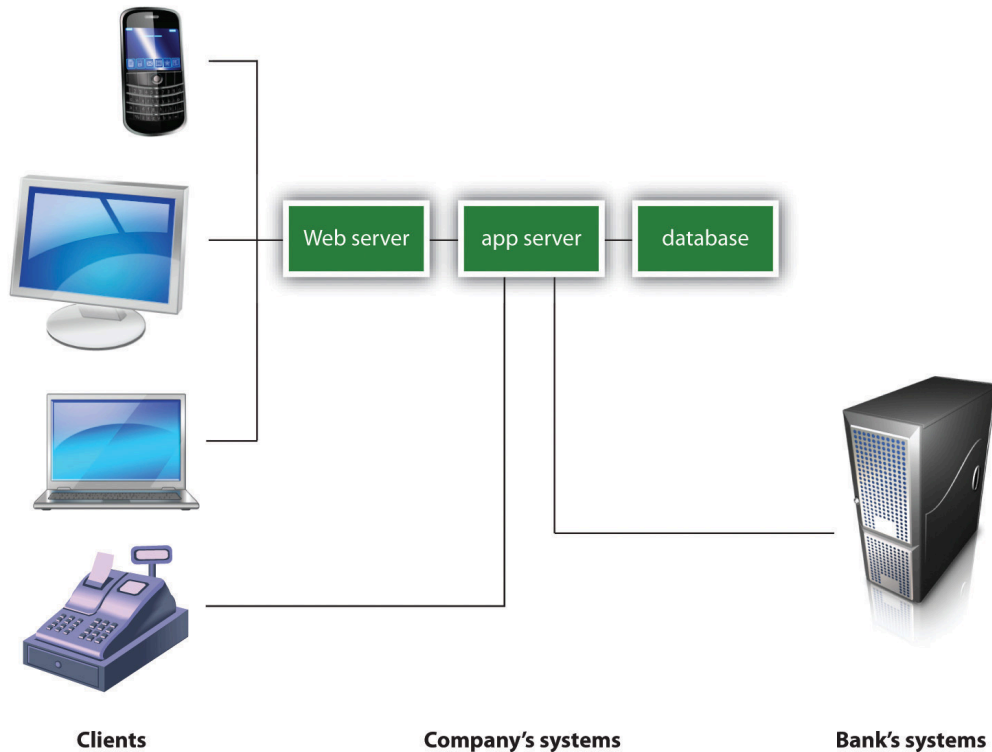 Web server
app server
database
Clients
Company's systems
Bank's systems